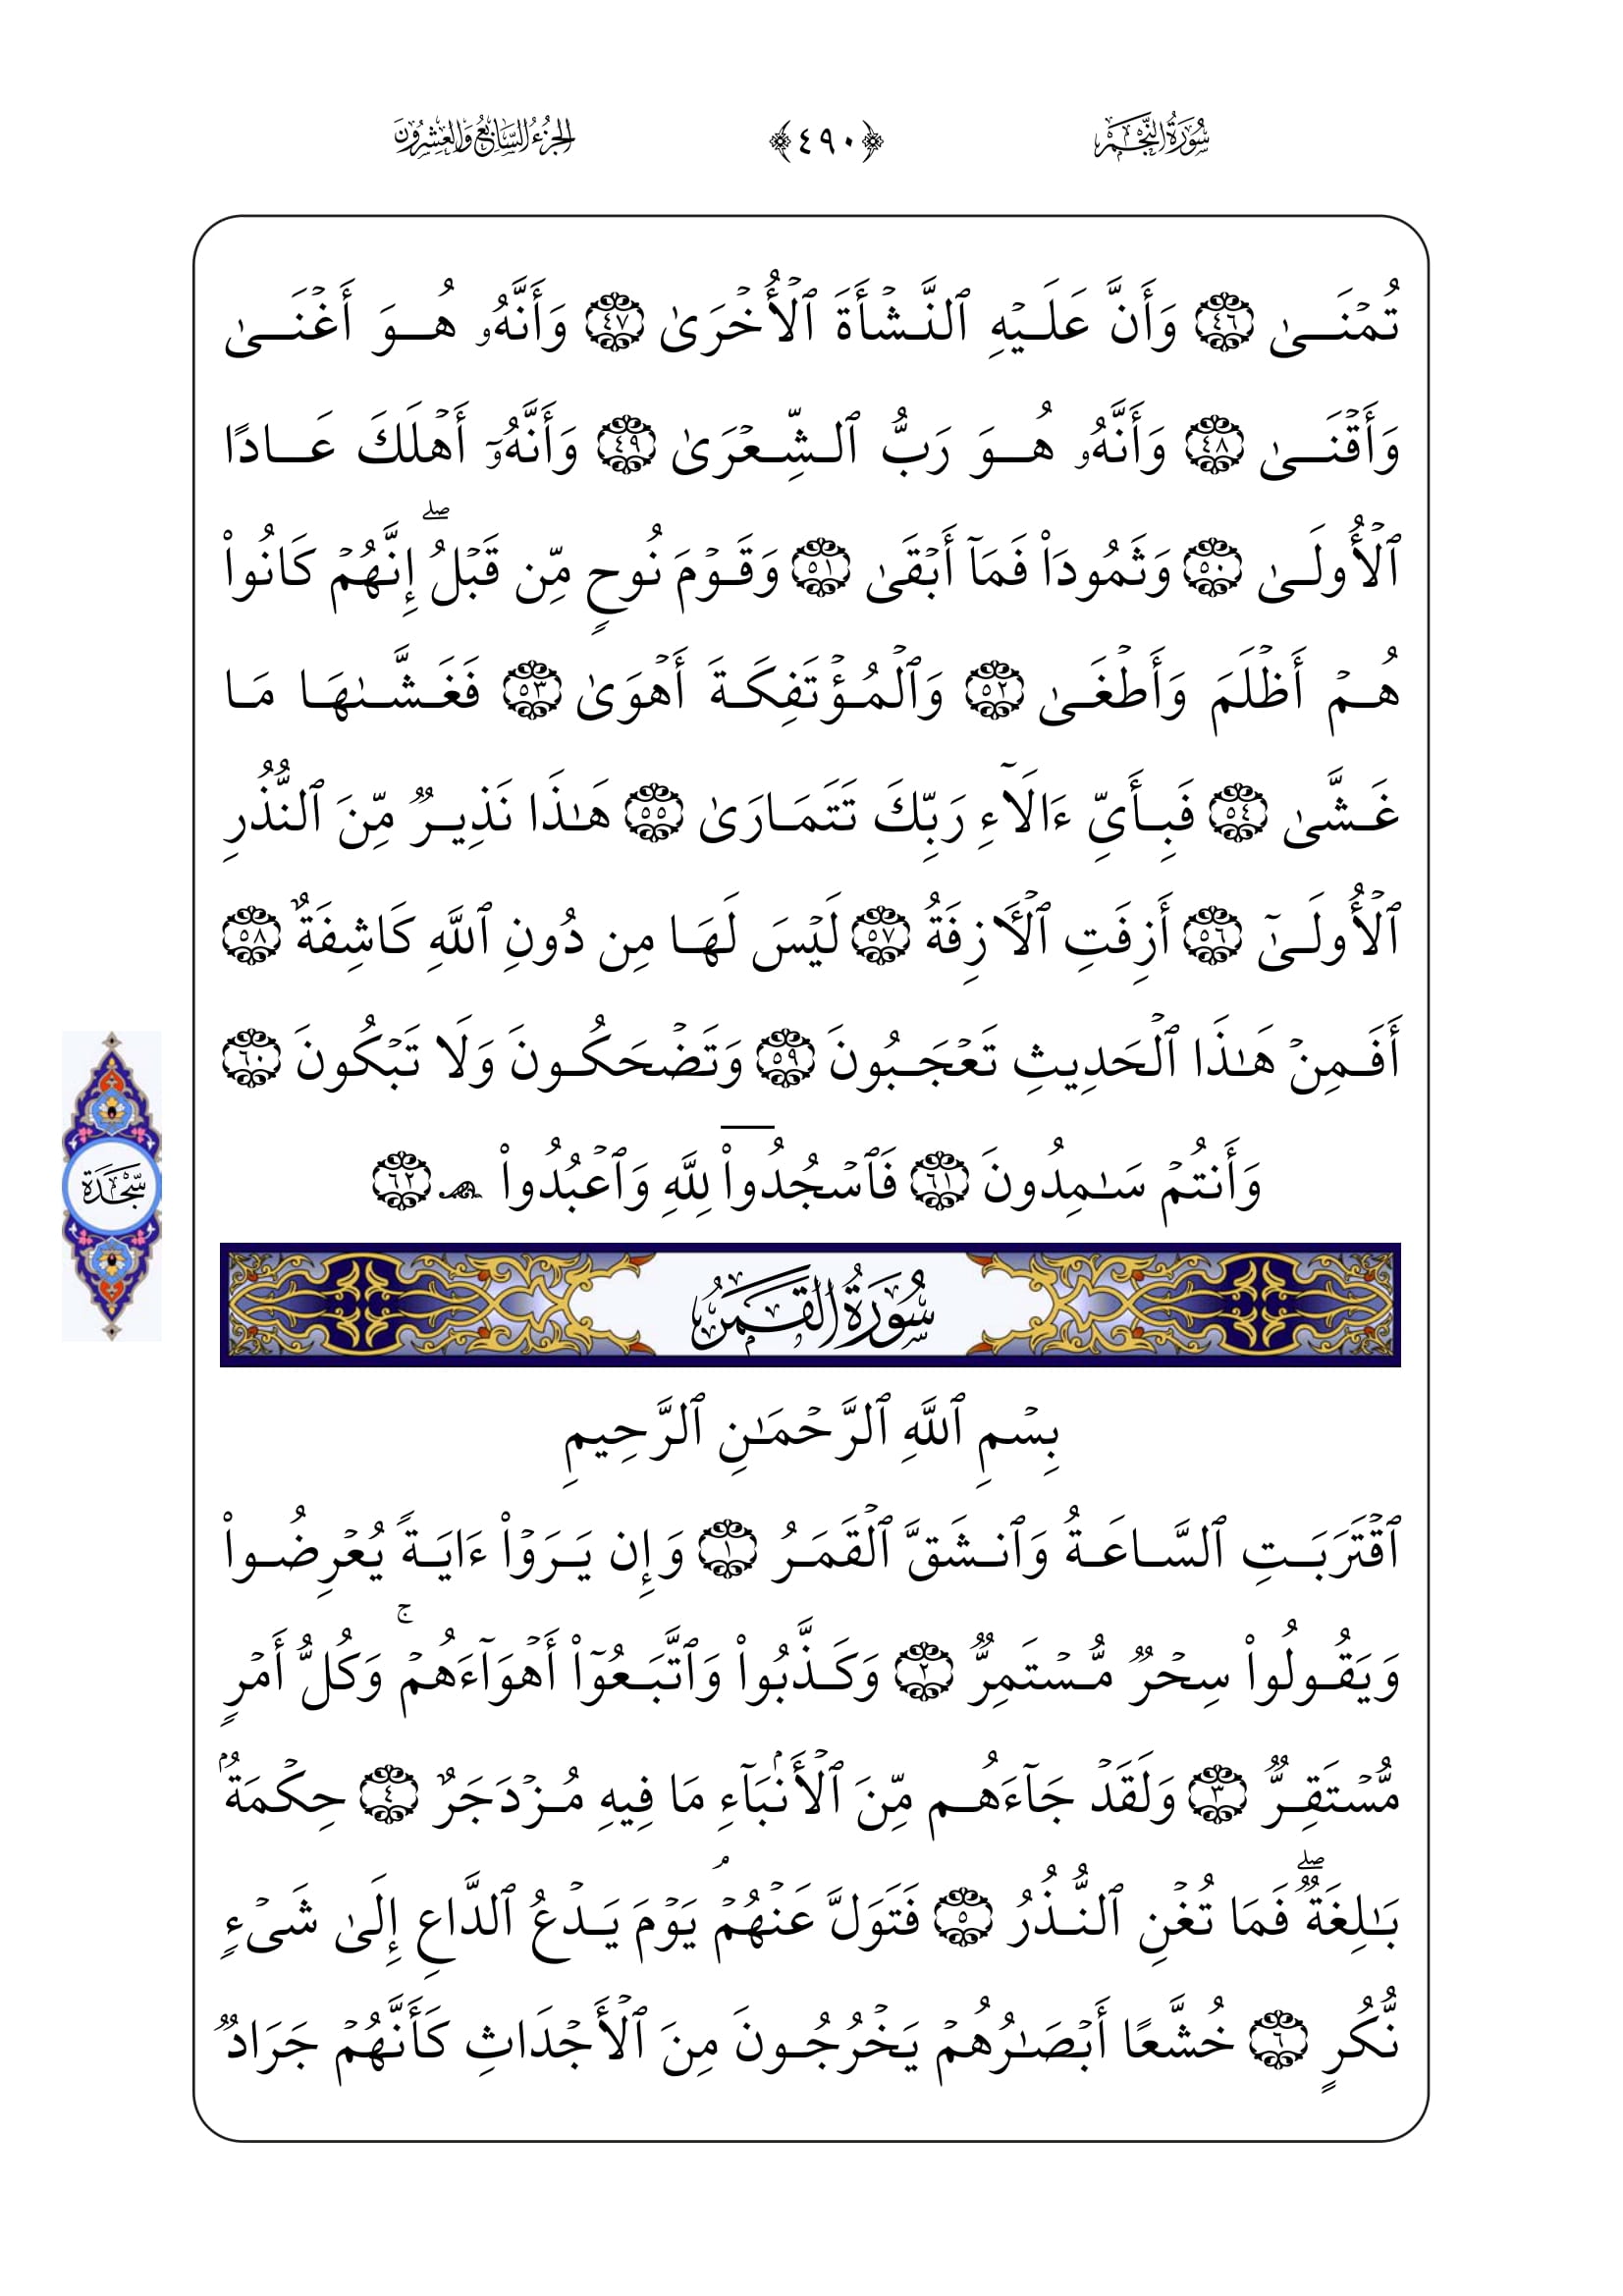 سُورَةُ النَّجۡمِ ﴿٤٩٠﴾ الجُزۡءُ السَّابِعُ وَالعِشۡرُونَ
تُمۡنَىٰ ٤٦ وَأَنَّ عَلَيۡهِ ٱلنَّشۡأَةَ ٱلۡأُخۡرَىٰ ٤٧ وَأَنَّهُۥ هُوَ أَغۡنَىٰ
وَأَقۡنَىٰ ٤٨ وَأَنَّهُۥ هُوَ رَبُّ ٱلشِّعۡرَىٰ ٤٩ وَأَنَّهُۥٓ أَهۡلَكَ عَادًا
ٱلۡأُولَىٰ ٥٠ وَثَمُودَاْ فَمَآ أَبۡقَىٰ ٥١ وَقَوۡمَ نُوحٖ مِّن قَبۡلُۖ إِنَّهُمۡ كَانُواْ
هُمۡ أَظۡلَمَ وَأَطۡغَىٰ ٥٢ وَٱلۡمُؤۡتَفِكَةَ أَهۡوَىٰ ٥٣ فَغَشَّىٰهَا مَا
غَشَّىٰ ٥٤ فَبِأَيِّ ءَالَآءِ رَبِّكَ تَتَمَارَىٰ ٥٥ هَٰذَا نَذِيرٞ مِّنَ ٱلنُّذُرِ
ٱلۡأُولَىٰٓ ٥٦ أَزِفَتِ ٱلۡأٓزِفَةُ ٥٧ لَيۡسَ لَهَا مِن دُونِ ٱللَّهِ كَاشِفَةٌ ٥٨
أَفَمِنۡ هَٰذَا ٱلۡحَدِيثِ تَعۡجَبُونَ ٥٩ وَتَضۡحَكُونَ وَلَا تَبۡكُونَ ٦٠
وَأَنتُمۡ سَٰمِدُونَ ٦١ فَٱسۡجُدُواْۤ لِلَّهِۤ وَٱعۡبُدُواْ ۩ ٦٢
سَجۡدَة
سُورَةُ القَمَرِ
بِسۡمِ ٱللَّهِ ٱلرَّحۡمَٰنِ ٱلرَّحِيمِ
ٱقۡتَرَبَتِ ٱلسَّاعَةُ وَٱنشَقَّ ٱلۡقَمَرُ ١ وَإِن يَرَوۡاْ ءَايَةٗ يُعۡرِضُواْ
وَيَقُولُواْ سِحۡرٞ مُّسۡتَمِرّٞ ٢ وَكَذَّبُواْ وَٱتَّبَعُوٓاْ أَهۡوَآءَهُمۡۚ وَكُلُّ أَمۡرٖ
مُّسۡتَقِرّٞ ٣ وَلَقَدۡ جَآءَهُم مِّنَ ٱلۡأَنۢبَآءِ مَا فِيهِ مُزۡدَجَرٌ ٤ حِكۡمَةُۢ
بَٰلِغَةٞۖ فَمَا تُغۡنِ ٱلنُّذُرُ ٥ فَتَوَلَّ عَنۡهُمۡۘ يَوۡمَ يَدۡعُ ٱلدَّاعِ إِلَىٰ شَيۡءٖ
نُّكُرٍ ٦ خُشَّعًا أَبۡصَٰرُهُمۡ يَخۡرُجُونَ مِنَ ٱلۡأَجۡدَاثِ كَأَنَّهُمۡ جَرَادٞ